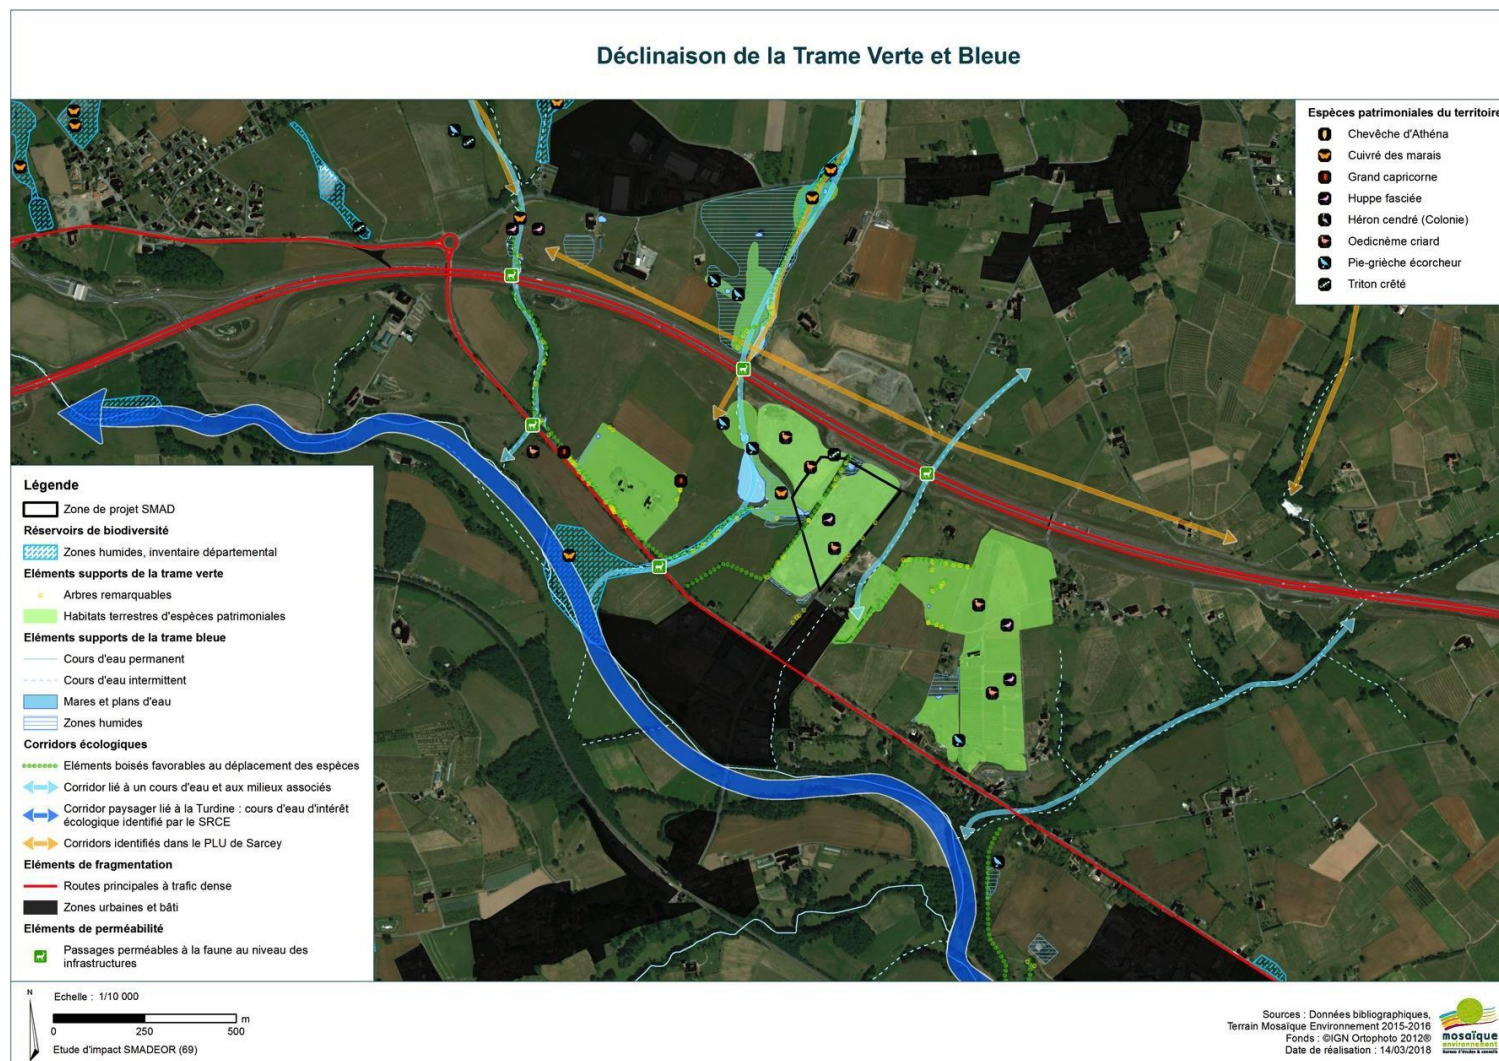 Déclinaison de la Trame Verte et Bleue
Espèces patrimoniales du territoire
Chevêche d'Athéna
Cuivré des marais
Grand capricorne
Huppe fasciée
Héron cendré (Colonie)
Oedicnème criard
Pie-grièche écorcheur
Triton crêté
Légende
Zone de projet SMAD
Réservoirs de biodiversité
Zones humides, inventaire départemental
Eléments supports de la trame verte
Arbres remarquables
Habitats terrestres d'espèces patrimoniales
Eléments supports de la trame bleue
Cours d'eau permanent
Cours d'eau intermittent
Mares et plans d'eau
Zones humides
Corridors écologiques
Eléments boisés favorables au déplacement des espèces
Corridor lié à un cours d'eau et aux milieux associés
Corridor paysager lié à la Turdine : cours d'eau d'intérêt
écologique identifié par le SRCE
Corridors identifiés dans le PLU de Sarcey
Eléments de fragmentation
Routes principales à trafic dense
Zones urbaines et bâti
Eléments de perméabilité
Passages perméables à la faune au niveau des
infrastructures
N
Echelle : 1/10 000
m
0 250 500
Etude d'impact SMADEOR (69)
Sources : Données bibliographiques,
Terrain Mosaïque Environnement 2015-2016
Fonds : ©IGN Ortophoto 2012®
Date de réalisation : 14/03/2018
mosaïque
environnement
Bureau d'études & conseils